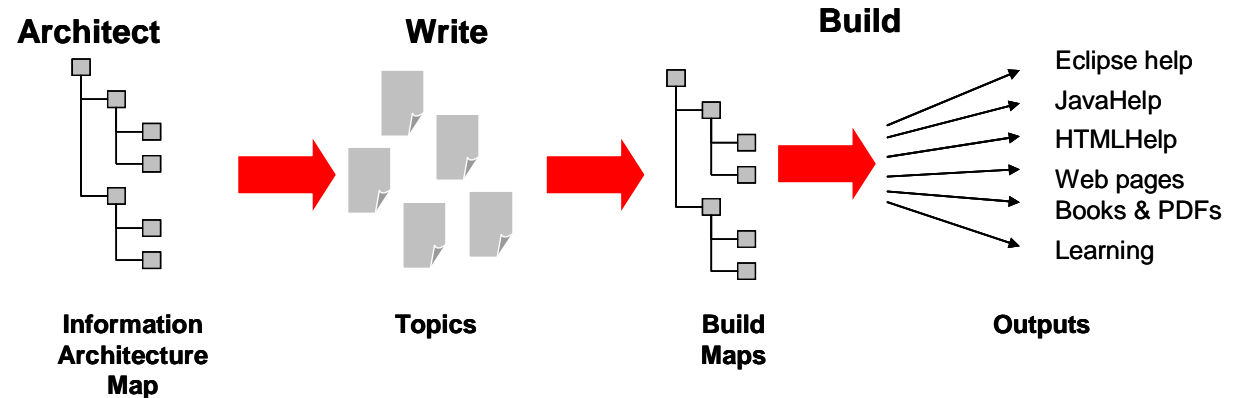 Architect
Write
Build
Eclipse help
JavaHelp
HTMLHelp
Web pages
Books & PDFs
Learning
Information
Architecture
Map
Topics
Build
Maps
Outputs